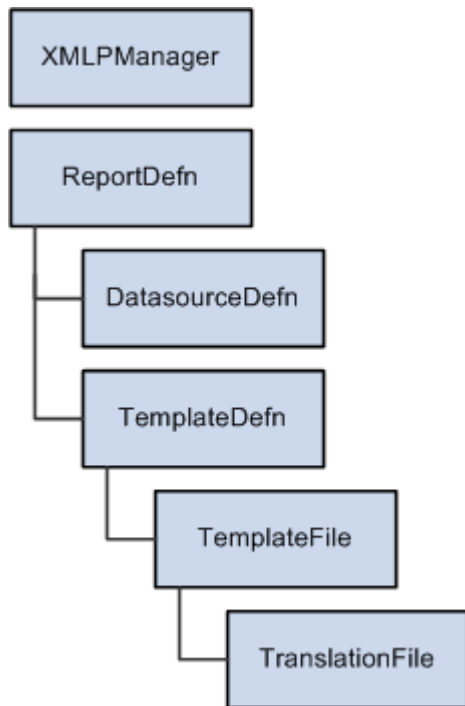 XMLPManager
ReportDefn
DatasourceDefn
TemplateDefn
TemplateFile
TranslationFile